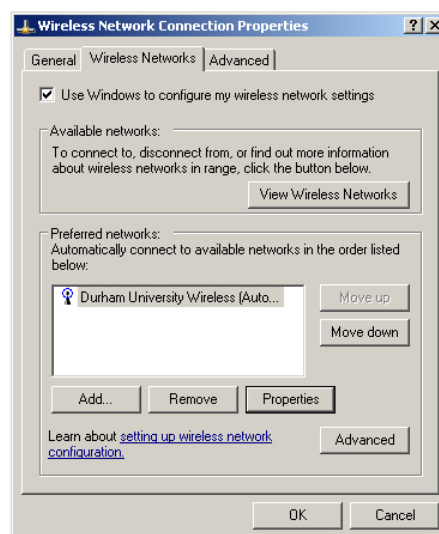 Wireless Network Connection Properties
General Wireless Networks Advanced
Use Windows to configure my wireless network settings
Available networks:
To connect to, disconnect from, or find out more information
about wireless networks in range, click the button below.
View Wireless Networks
Preferred networks:
Automatically connect to available networks in the order listed
below:
Durham University Wireless (Auto...
Move up
Move down
Add... Remove Properties
Learn about setting up wireless network
configuration.
Advanced
OK Cancel